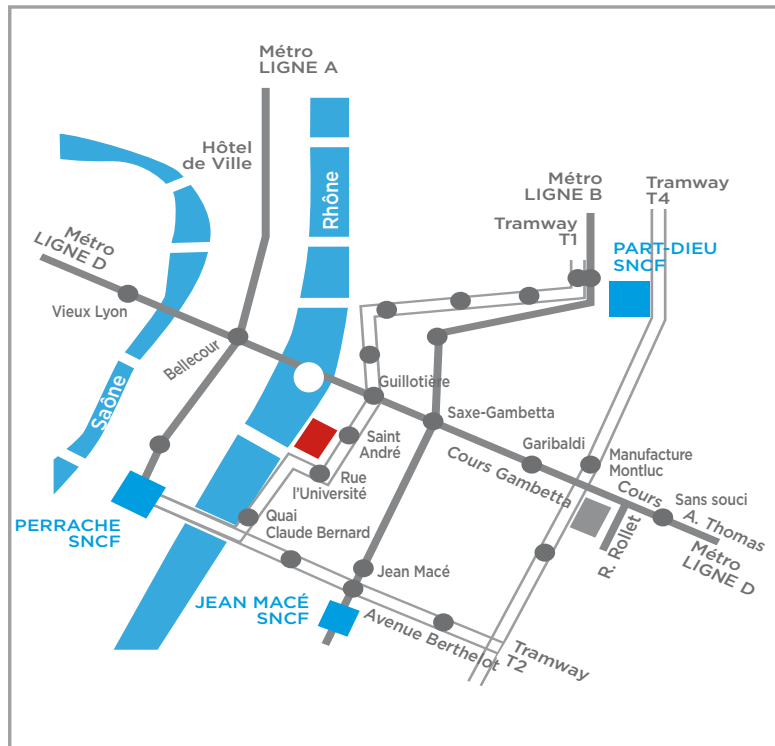 Métro
LIGNE A
Hôtel
de Ville
Rhône
Métro
LIGNE B
Tramway
T4
Tramway
T1
PART-DIEU
SNCF
Métro
LIGNE D
Vieux Lyon
Bellecour
Saône
Guillotière
Saxe-Gambetta
Saint
André
Garibaldi
Manufacture
Montluc
Rue
l'Université
Cours Gambetta
Cours
A. Thomas
Sans souci
PERRACHE
SNCF
Quai
Claude Bernard
R. Rollet
Métro
LIGNE D
Jean Macé
JEAN MACÉ
SNCF
Avenue Berthelot
Tramway
T2